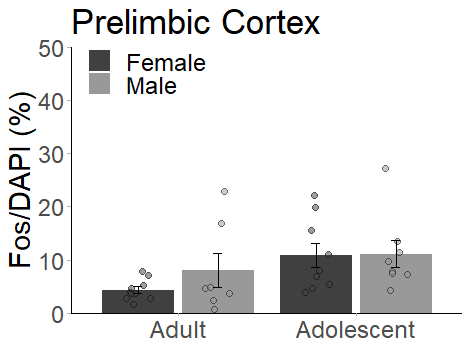 Prelimbic Cortex
Fos/DAPI (%)
50
40
30
20
10
0
Female
Male
Adult
Adolescent